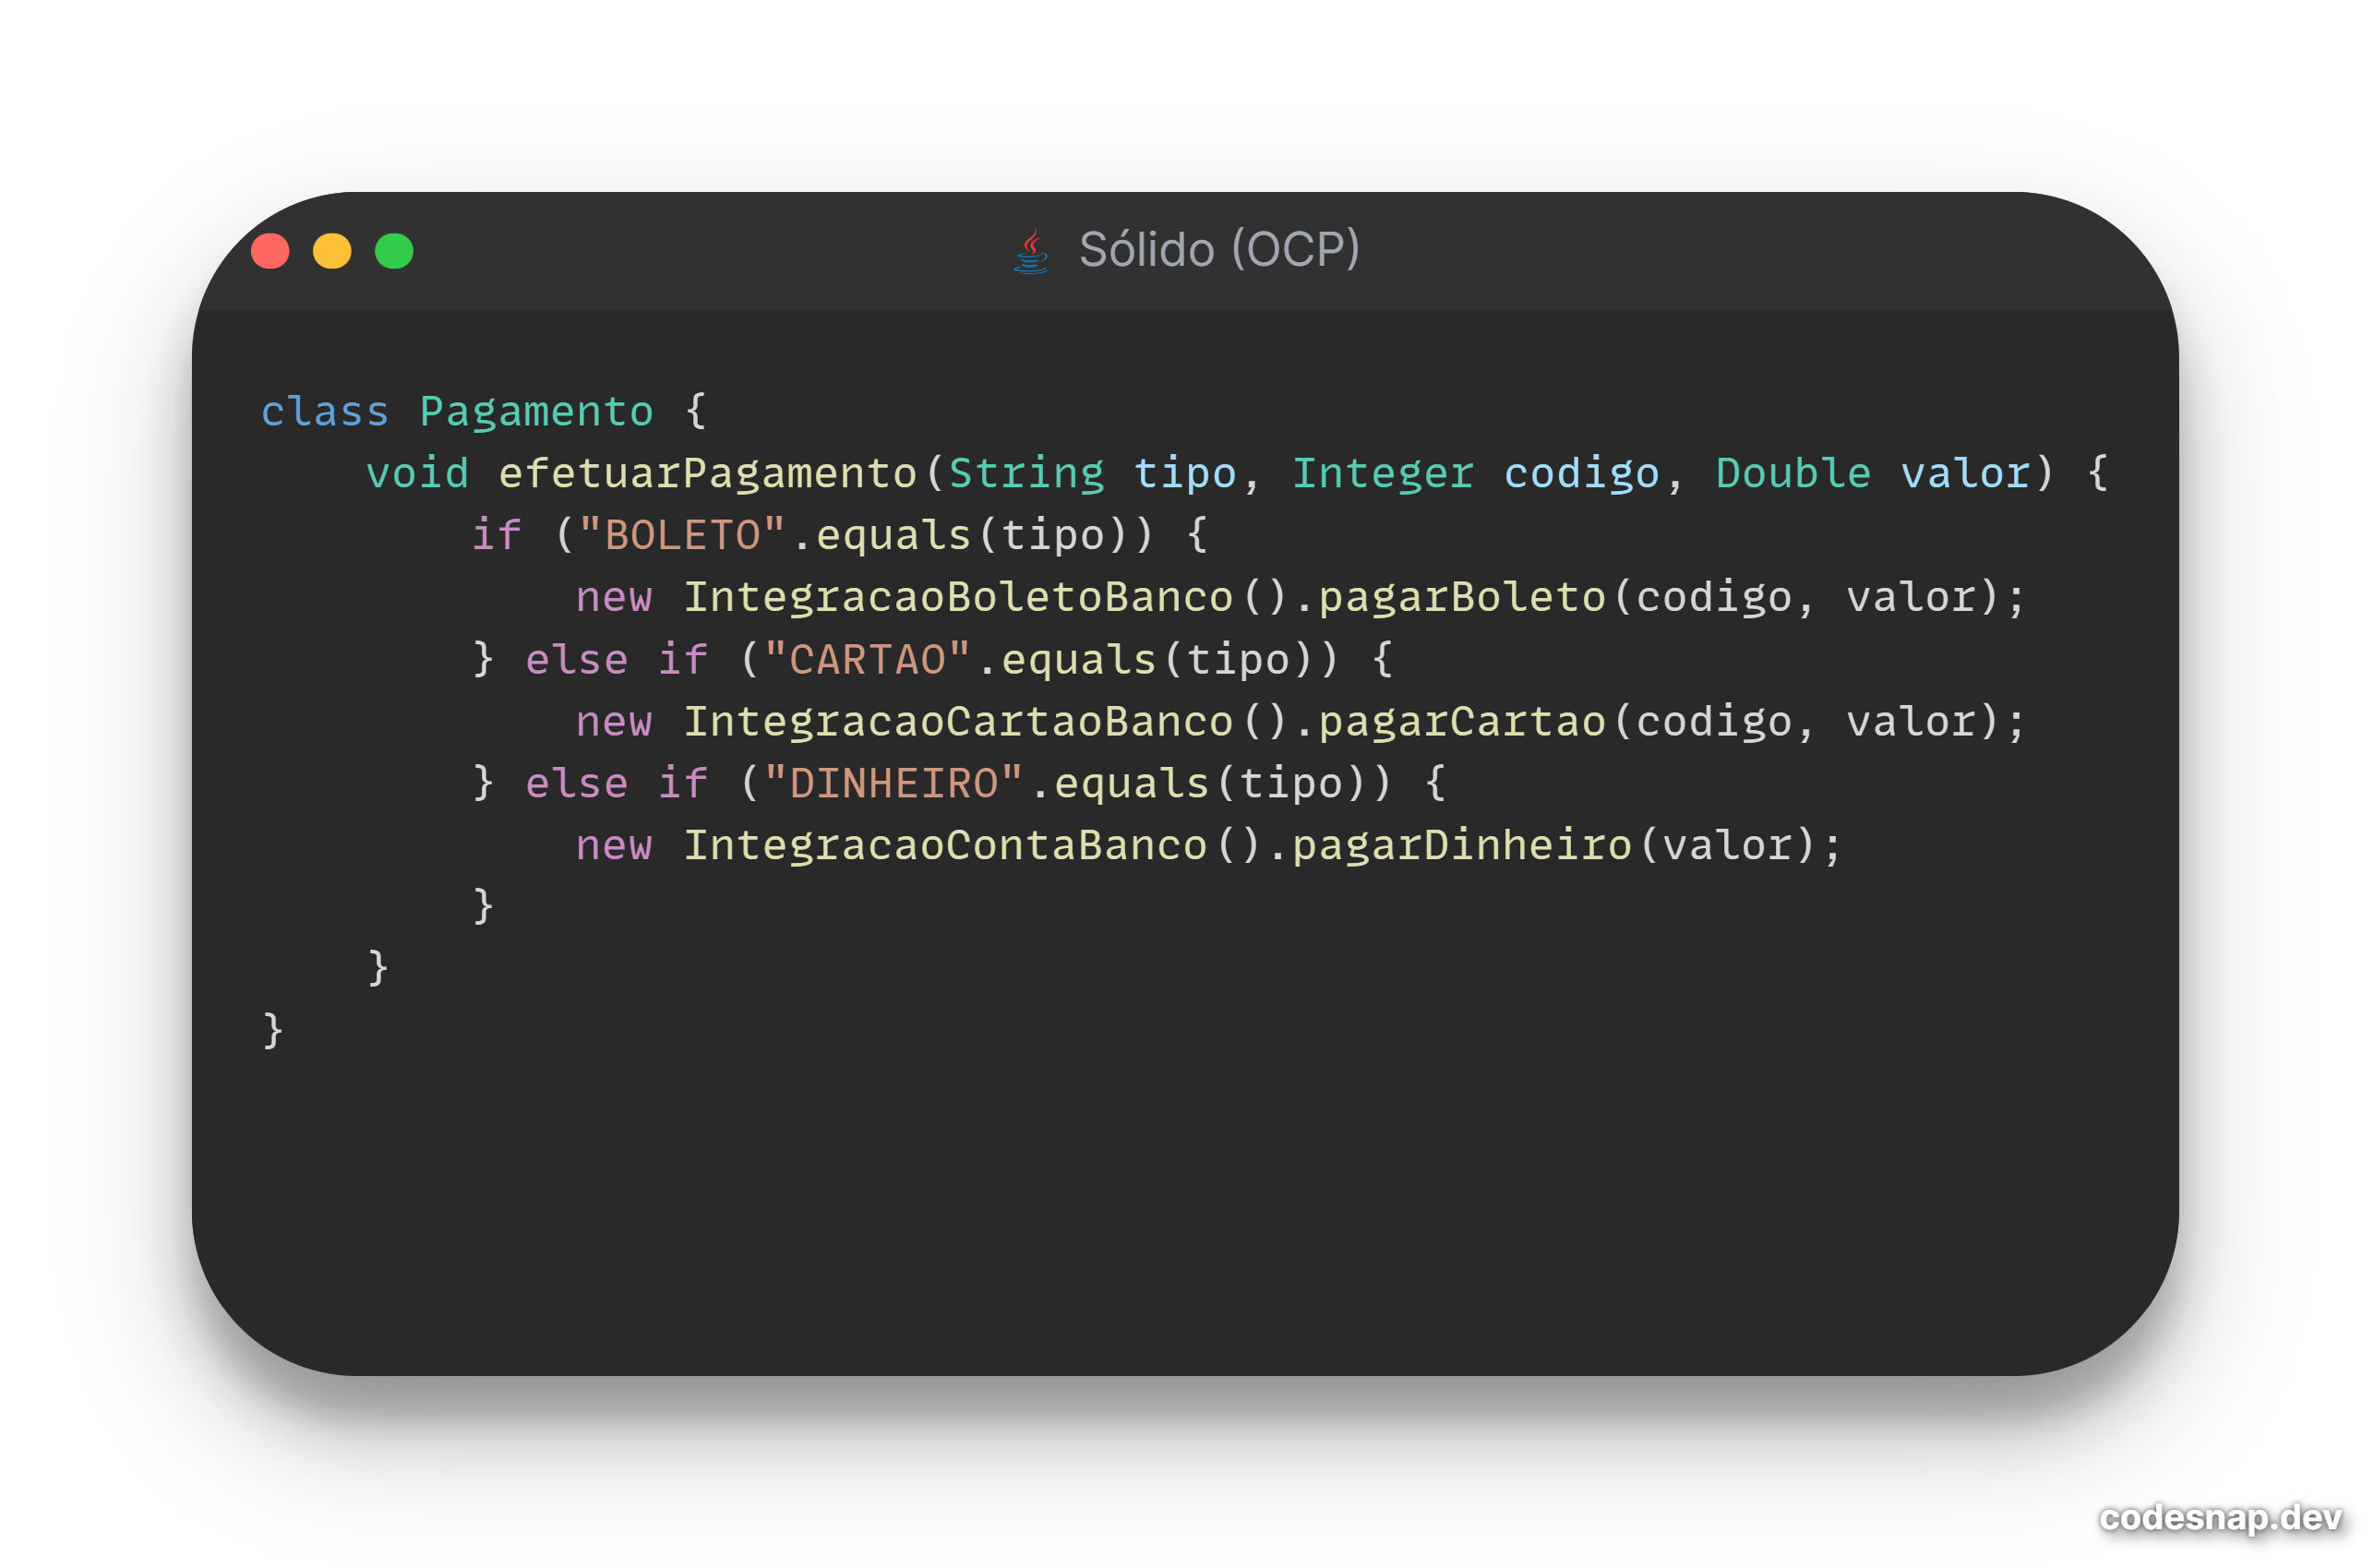 Sólido (OCP)
class Pagamento {
    void efetuarPagamento(String tipo, Integer codigo, Double valor) {
        if ("BOLETO".equals(tipo)) {
            new IntegracaoBoletoBanco().pagarBoleto(codigo, valor);
        } else if ("CARTAO".equals(tipo)) {
            new IntegracaoCartaoBanco().pagarCartao(codigo, valor);
        } else if ("DINHEIRO".equals(tipo)) {
            new IntegracaoContaBanco().pagarDinheiro(valor);
        }
    }
}
codesnap.dev